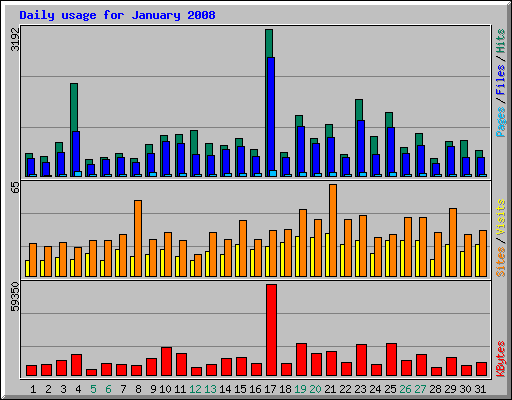 Daily usage for January 2008
3192
Pages / Files / Hits
65
Sites / Visits
59350
KBytes
1 2 3 4 5 6 7 8 9 10 11 12 13 14 15 16 17 18 19 20 21 22 23 24 25 26 27 28 29 30 31